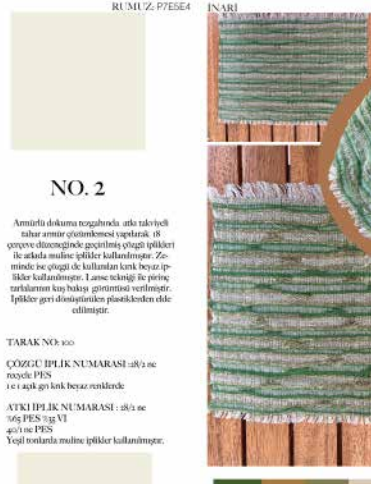 RUMUZ: P7E5E4
İNARİ
NO. 2
Armürlü dokuma tezgahında atkı takviyeli
tahar armür çözümlemesi yapılarak 18
çerçeve düzeneğinde geçirilmiş çözgü iplikleri
ile atkıda muline iplikler kullanılmıştır. Ze-
minde ise çözgü de kullanılan kırık beyaz ip-
likler kullanılmıştır. Lanse tekniği ile pirinç
tarlalarının kuş bakışı görüntüsü verilmiştir.
İplikler geri dönüştürülen plastiklerden elde
edilmiştir.
TARAK NO: 100
ÇÖZGÜ İPLİK NUMARASI :28/2 ne
recycle PES
1 e 1 açık gri kırık beyaz renklerde
ATKI İPLİK NUMARASI : 28/2 ne
%65 PES %35 VI
40/1 ne PES
Yeşil tonlarda muline iplikler kullanılmıştır.